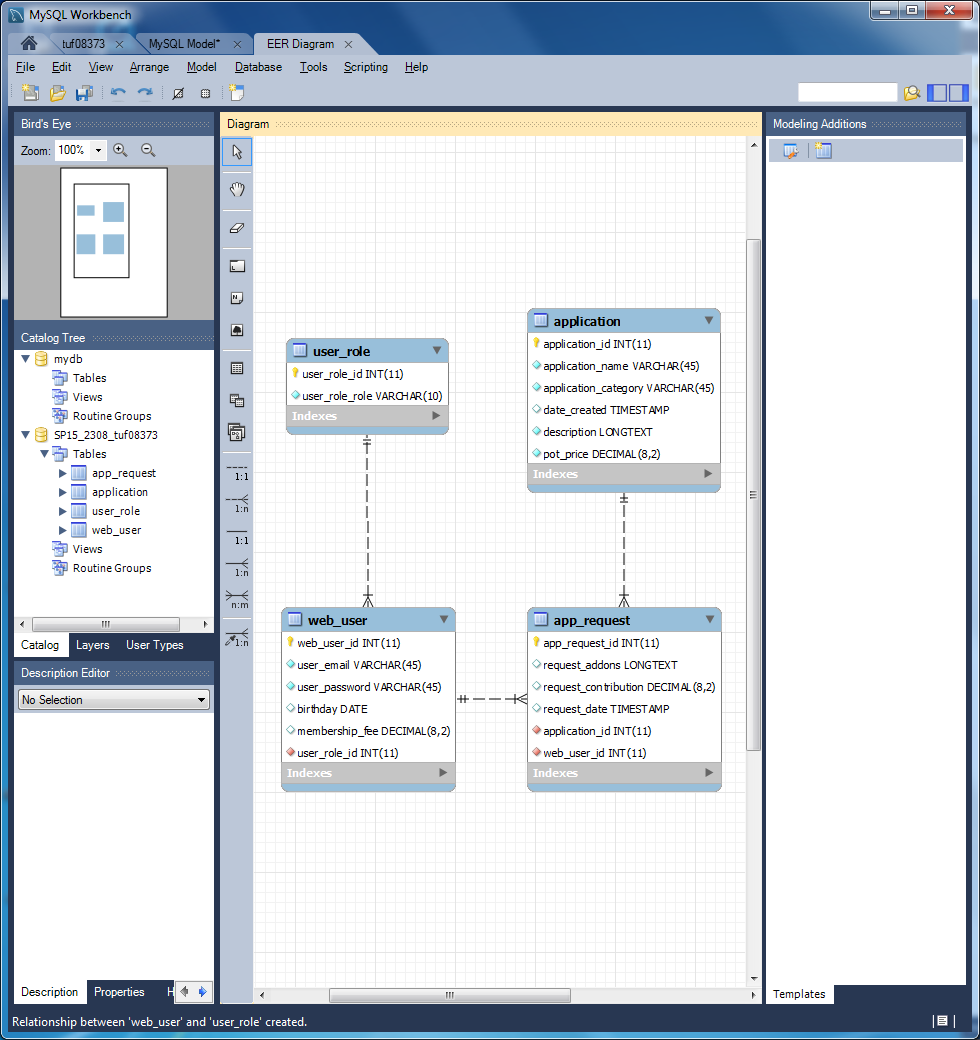 MySQL Workbench
tuf08373
MySQL Model*
EER Diagram
File Edit View Arrange Model Database Tools Scripting Help
Bird's Eye
Zoom: 100%
Catalog Tree
mydb
Tables
Views
Routine Groups
SP15_2308_tuf08373
Tables
app_request
application
user_role
web_user
Views
Routine Groups
Catalog Layers User Types
Description Editor
No Selection
Description Properties H
Diagram
1:1
1:n
1:1
1:n
n:m
1:n
user_role
user_role_id INT(11)
user_role_role VARCHAR(10)
Indexes
application
application_id INT(11)
application_name VARCHAR(45)
application_category VARCHAR(45)
date_created TIMESTAMP
description LONGTEXT
pot_price DECIMAL(8,2)
Indexes
web_user
web_user_id INT(11)
user_email VARCHAR(45)
user_password VARCHAR(45)
birthday DATE
membership_fee DECIMAL(8,2)
user_role_id INT(11)
Indexes
app_request
app_request_id INT(11)
request_addons LONGTEXT
request_contribution DECIMAL(8,2)
request_date TIMESTAMP
application_id INT(11)
web_user_id INT(11)
Indexes
Modeling Additions
Templates
Relationship between 'web_user' and 'user_role' created.